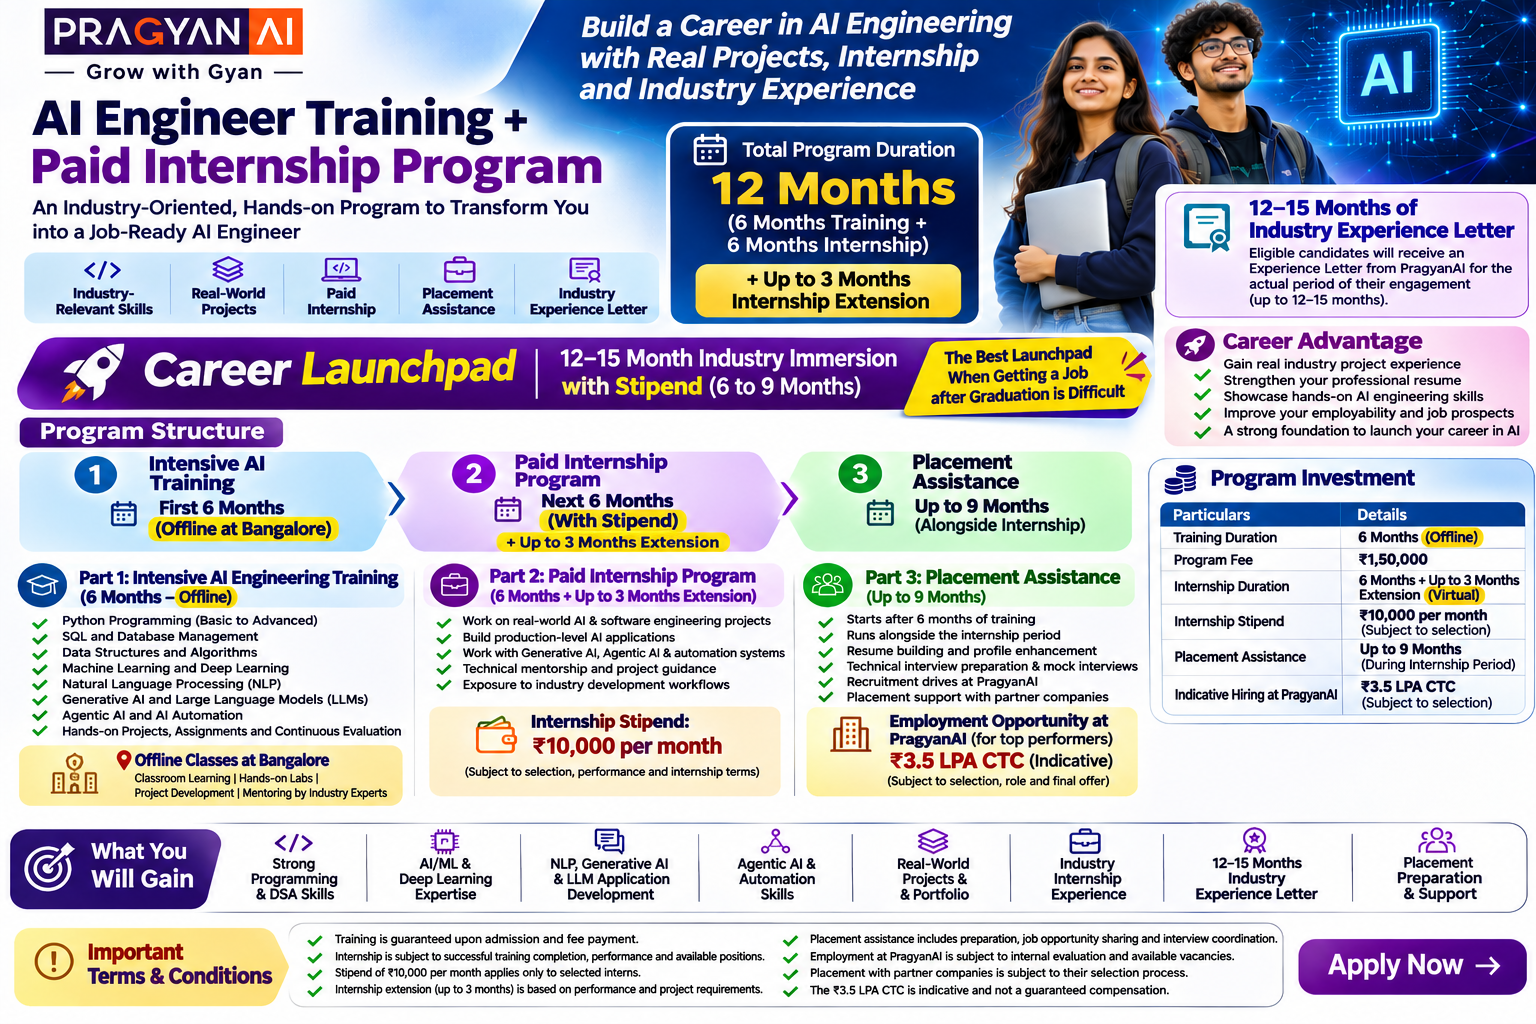 PRAGYAN AI
Grow with Gyan
AI Engineer Training +
Paid Internship Program
An Industry-Oriented, Hands-on Program to Transform You
into a Job-Ready AI Engineer
Industry-
Relevant Skills
Real-World
Projects
Paid
Internship
Placement
Assistance
Industry
Experience Letter
Build a Career in AI Engineering
with Real Projects, Internship
and Industry Experience
Total Program Duration
12 Months
(6 Months Training +
6 Months Internship)
+ Up to 3 Months
Internship Extension
AI
12–15 Months of
Industry Experience Letter
Eligible candidates will receive an
Experience Letter from PragyanAI for the
actual period of their engagement
(up to 12–15 months).
Career Launchpad
12–15 Month Industry Immersion
with Stipend (6 to 9 Months)
The Best Launchpad
When Getting a Job
after Graduation is Difficult
Career Advantage
Gain real industry project experience
Strengthen your professional resume
Showcase hands-on AI engineering skills
Improve your employability and job prospects
A strong foundation to launch your career in AI
Program Structure
1
Intensive AI
Training
First 6 Months
(Offline at Bangalore)
2
Paid Internship
Program
Next 6 Months
(With Stipend)
+ Up to 3 Months Extension
3
Placement
Assistance
Up to 9 Months
(Alongside Internship)
Part 1: Intensive AI Engineering Training
(6 Months – Offline)
Python Programming (Basic to Advanced)
SQL and Database Management
Data Structures and Algorithms
Machine Learning and Deep Learning
Natural Language Processing (NLP)
Generative AI and Large Language Models (LLMs)
Agentic AI and AI Automation
Hands-on Projects, Assignments and Continuous Evaluation
Offline Classes at Bangalore
Classroom Learning | Hands-on Labs |
Project Development | Mentoring by Industry Experts
Part 2: Paid Internship Program
(6 Months + Up to 3 Months Extension)
Work on real-world AI & software engineering projects
Build production-level AI applications
Work with Generative AI, Agentic AI & automation systems
Technical mentorship and project guidance
Exposure to industry development workflows
Internship Stipend:
₹10,000 per month
(Subject to selection, performance and internship terms)
Part 3: Placement Assistance
(Up to 9 Months)
Starts after 6 months of training
Runs alongside the internship period
Resume building and profile enhancement
Technical interview preparation & mock interviews
Recruitment drives at PragyanAI
Placement support with partner companies
Employment Opportunity at
PragyanAI (for top performers)
₹3.5 LPA CTC (Indicative)
(Subject to selection, role and final offer)
Program Investment
Particulars Details
Training Duration 6 Months (Offline)
Program Fee ₹1,50,000
Internship Duration 6 Months + Up to 3 Months
Extension (Virtual)
Internship Stipend ₹10,000 per month
(Subject to selection)
Placement Assistance Up to 9 Months
(During Internship Period)
Indicative Hiring at PragyanAI ₹3.5 LPA CTC
(Subject to selection)
What You
Will Gain
Strong
Programming
& DSA Skills
AI/ML &
Deep Learning
Expertise
NLP, Generative AI
& LLM Application
Development
Agentic AI &
Automation
Skills
Real-World
Projects &
& Portfolio
Industry
Internship
Experience
12–15 Months
Industry
Experience Letter
Placement
Preparation
& Support
Important
Terms & Conditions
Training is guaranteed upon admission and fee payment.
Internship is subject to successful training completion, performance and available positions.
Stipend of ₹10,000 per month applies only to selected interns.
Internship extension (up to 3 months) is based on performance and project requirements.
Placement assistance includes preparation, job opportunity sharing and interview coordination.
Employment at PragyanAI is subject to internal evaluation and available vacancies.
Placement with partner companies is subject to their selection process.
The ₹3.5 LPA CTC is indicative and not a guaranteed compensation.
Apply Now →